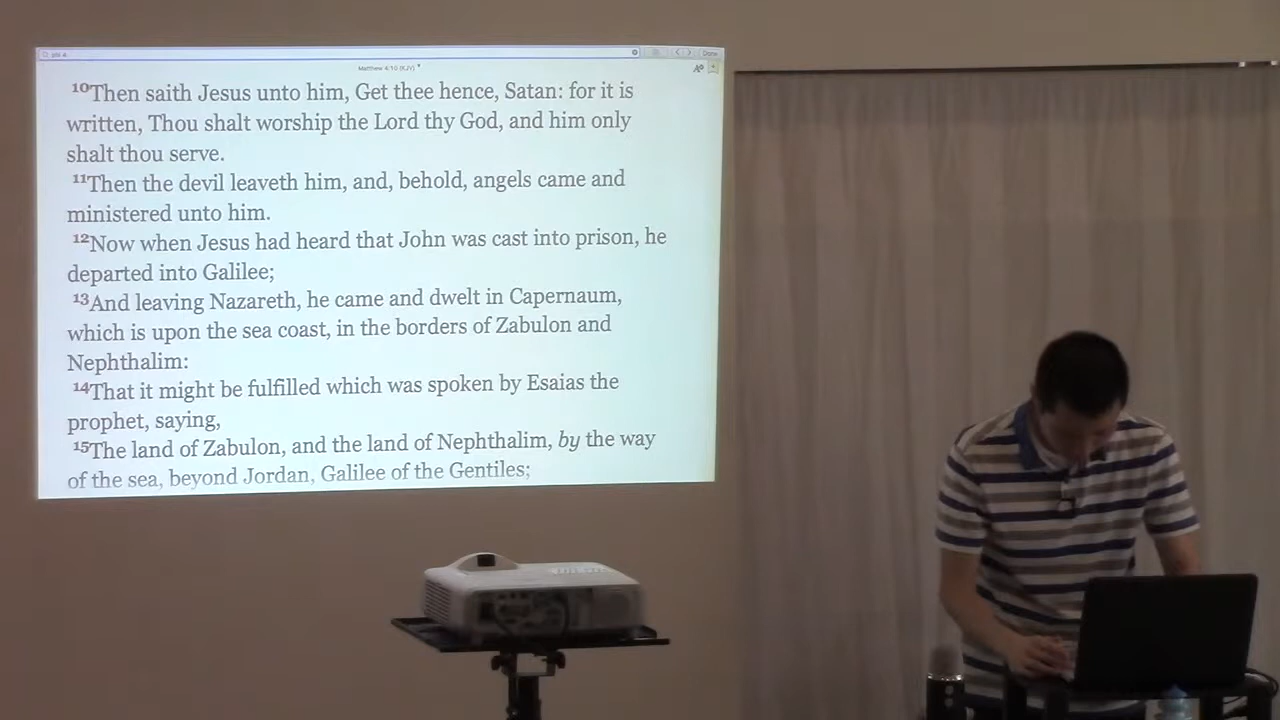 Matthew 4:10 (KJV)
10Then saith Jesus unto him, Get thee hence, Satan: for it is
written, Thou shalt worship the Lord thy God, and him only
shalt thou serve.
11Then the devil leaveth him, and, behold, angels came and
ministered unto him.
12Now when Jesus had heard that John was cast into prison, he
departed into Galilee;
13And leaving Nazareth, he came and dwelt in Capernaum,
which is upon the sea coast, in the borders of Zabulon and
Nephthalim:
14That it might be fulfilled which was spoken by Esaias the
prophet, saying,
15The land of Zabulon, and the land of Nephthalim, by the way
of the sea, beyond Jordan, Galilee of the Gentiles;